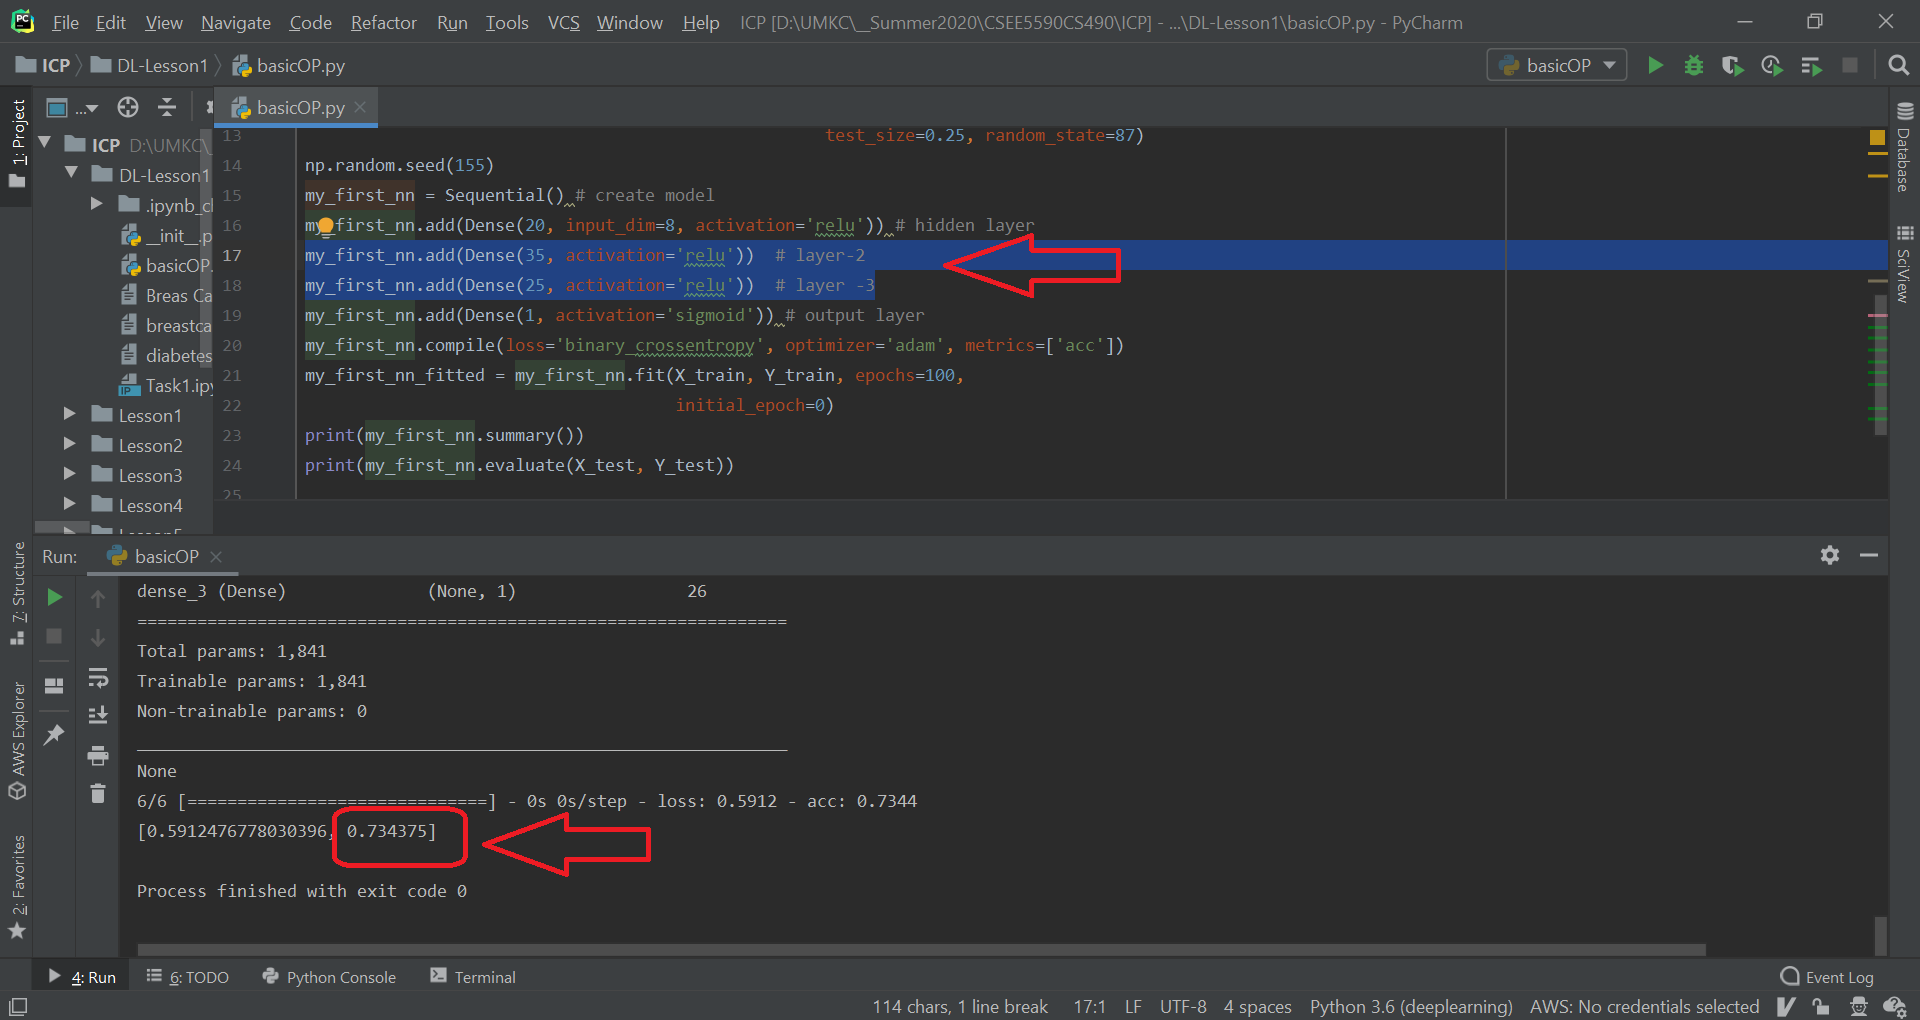 File Edit View Navigate Code Refactor Run Tools VCS Window Help ICP [D:\UMKC\__Summer2020\CSEE5590CS490\ICP] - ...\DL-Lesson1\basicOP.py - PyCharm
ICP DL-Lesson1 basicOP.py basicOP
... basicOP.py
1: Project
ICP D:\UMKC\
DL-Lesson1
.ipynb_c
__init__.p
basicOP.
Breas Ca
breastca
diabetes
Task1.ipy
Lesson1
Lesson2
Lesson3
Lesson4
Lesson5
13 test_size=0.25, random_state=87)
14 np.random.seed(155)
15 my_first_nn = Sequential() # create model
16 my_first_nn.add(Dense(20, input_dim=8, activation='relu')) # hidden layer
17 my_first_nn.add(Dense(35, activation='relu'))  # layer-2
18 my_first_nn.add(Dense(25, activation='relu'))  # layer -3
19 my_first_nn.add(Dense(1, activation='sigmoid')) # output layer
20 my_first_nn.compile(loss='binary_crossentropy', optimizer='adam', metrics=['acc'])
21 my_first_nn_fitted = my_first_nn.fit(X_train, Y_train, epochs=100,
22 initial_epoch=0)
23 print(my_first_nn.summary())
24 print(my_first_nn.evaluate(X_test, Y_test))
25
Database
SciView
7: Structure
AWS Explorer
2: Favorites
Run: basicOP
dense_3 (Dense) (None, 1) 26
=================================================================
Total params: 1,841
Trainable params: 1,841
Non-trainable params: 0
_________________________________________________________________
None
6/6 [==============================] - 0s 0s/step - loss: 0.5912 - acc: 0.7344
[0.5912476778030396, 0.734375]
Process finished with exit code 0
4: Run 6: TODO Python Console Terminal Event Log
114 chars, 1 line break 17:1 LF UTF-8 4 spaces Python 3.6 (deeplearning) AWS: No credentials selected